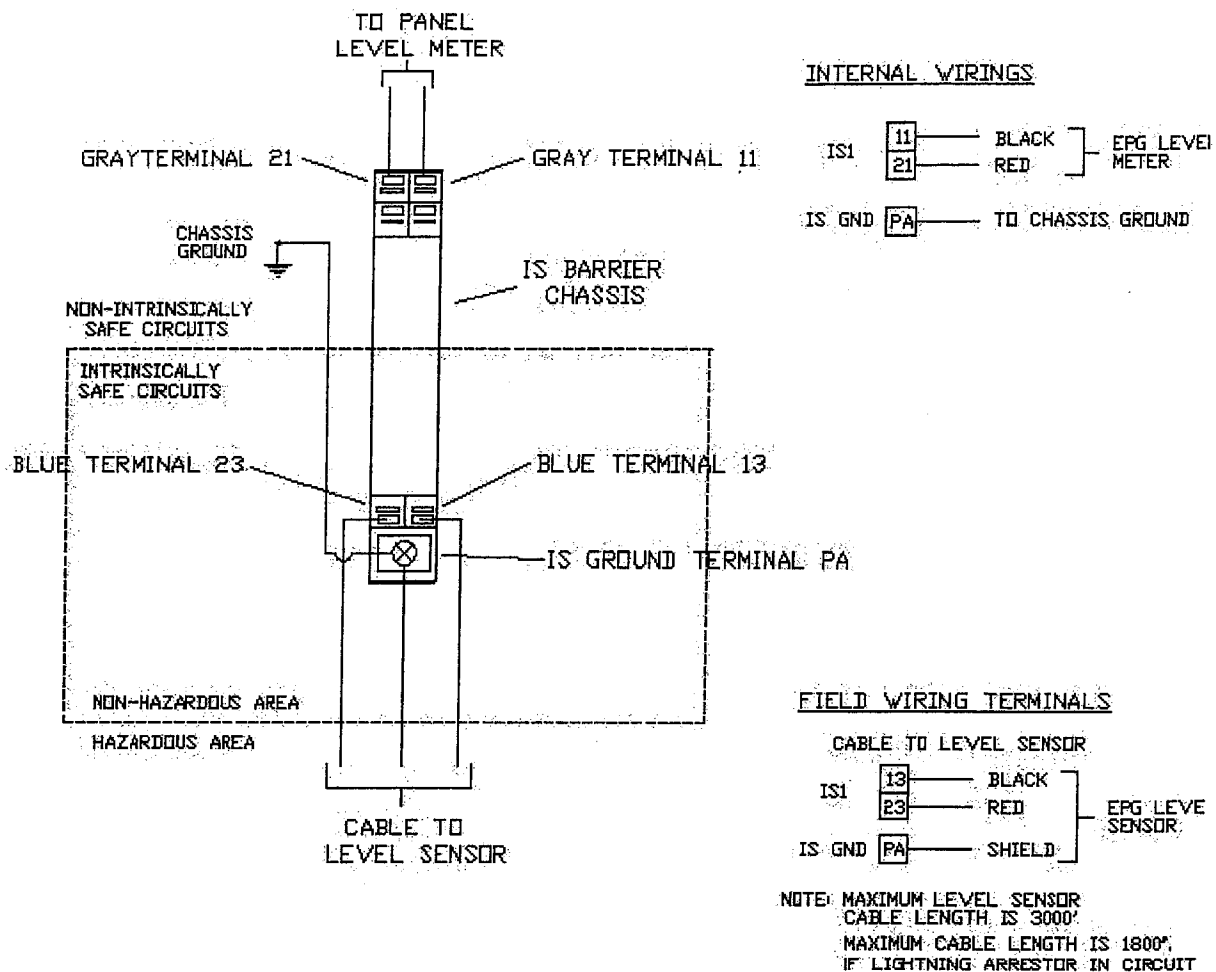 TO PANEL
LEVEL METER
GRAYTERMINAL 21
GRAY TERMINAL 11
CHASSIS
GROUND
IS BARRIER
CHASSIS
NON-INTRINSICALLY
SAFE CIRCUITS
INTRINSICALLY
SAFE CIRCUITS
BLUE TERMINAL 23
BLUE TERMINAL 13
IS GROUND TERMINAL PA
NON-HAZARDOUS AREA
HAZARDOUS AREA
CABLE TO
LEVEL SENSOR
INTERNAL WIRINGS
IS1
11 BLACK
21 RED
EPG LEVEL
METER
IS GND PA TO CHASSIS GROUND
FIELD WIRING TERMINALS
CABLE TO LEVEL SENSOR
IS1
13 BLACK
23 RED
EPG LEVE
SENSOR
IS GND PA SHIELD
NOTE: MAXIMUM LEVEL SENSOR
CABLE LENGTH IS 3000'.
MAXIMUM CABLE LENGTH IS 1800',
IF LIGHTNING ARRESTOR IN CIRCUIT